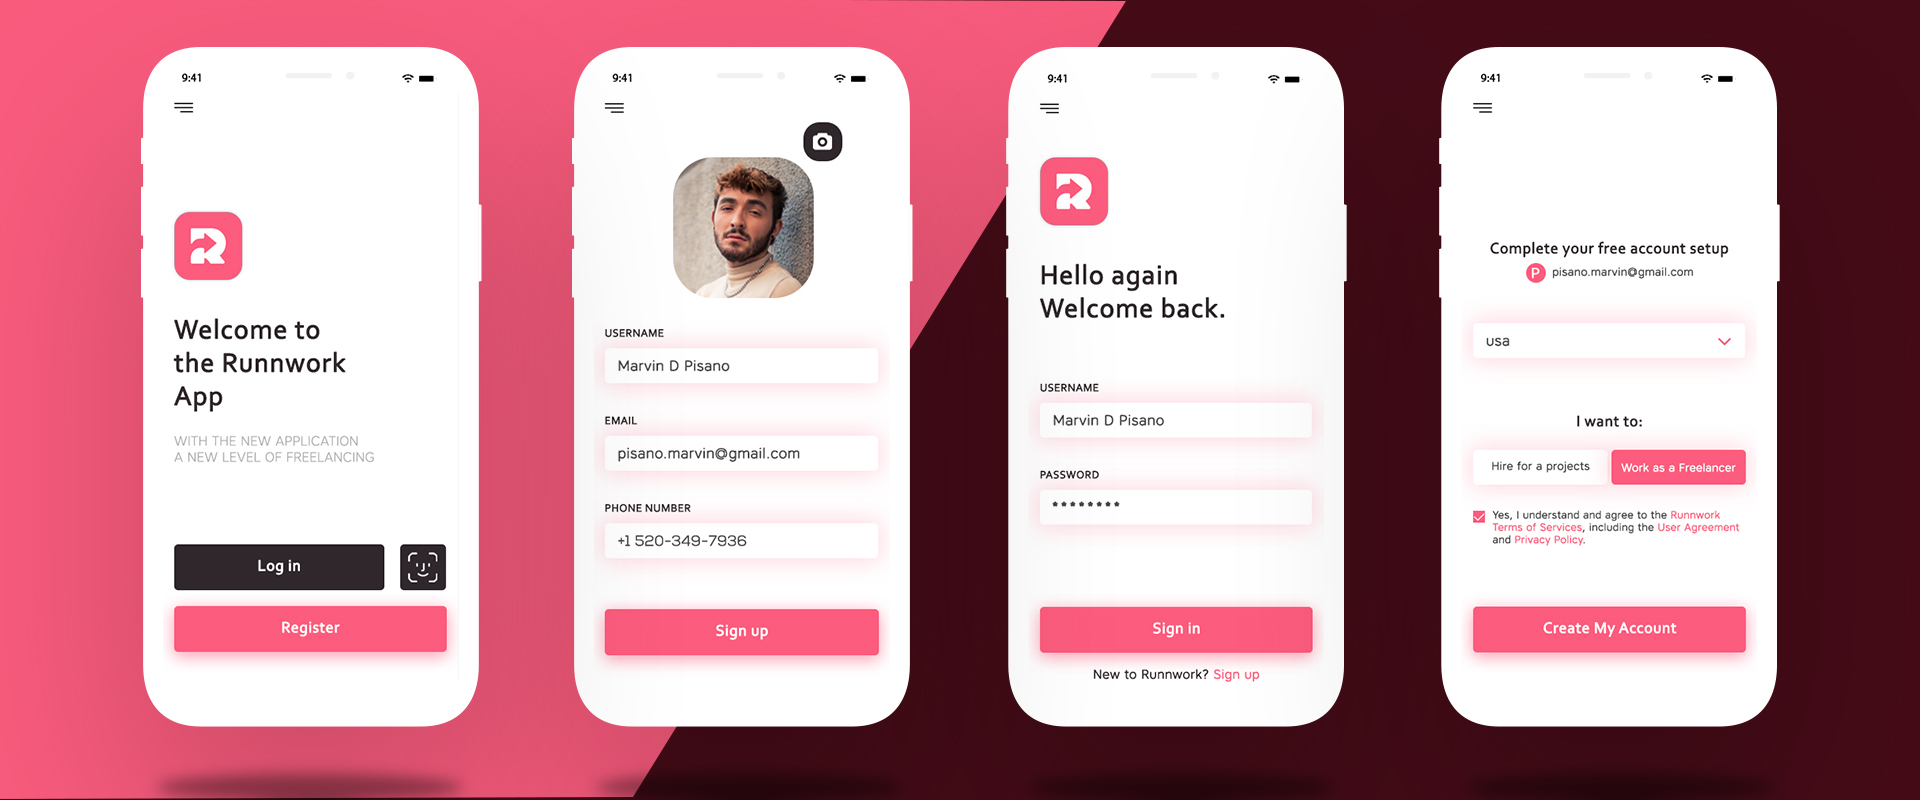 9:41
Welcome to
the Runnwork
App
WITH THE NEW APPLICATION
A NEW LEVEL OF FREELANCING
Log in
Register
9:41
USERNAME
Marvin D Pisano
EMAIL
pisano.marvin@gmail.com
PHONE NUMBER
+1 520-349-7936
Sign up
9:41
R
Hello again
Welcome back.
USERNAME
Marvin D Pisano
PASSWORD
********
Sign in
New to Runnwork? Sign up
9:41
Complete your free account setup
P pisano.marvin@gmail.com
usa
I want to:
Hire for a projects
Work as a Freelancer
Yes, I understand and agree to the Runnwork
Terms of Services, including the User Agreement
and Privacy Policy.
Create My Account